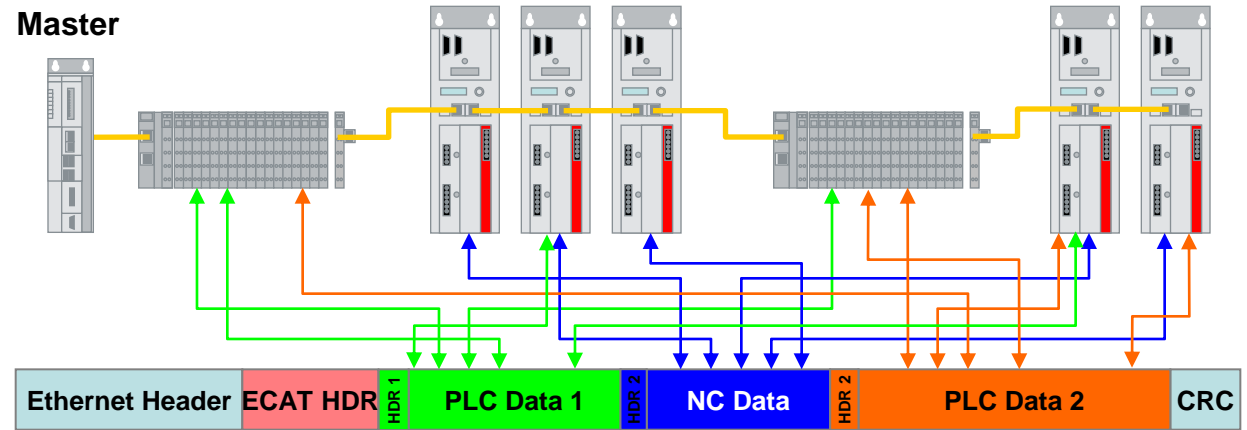 Master
Ethernet Header
ECAT HDR
HDR 1
PLC Data 1
HDR 2
NC Data
HDR 2
PLC Data 2
CRC